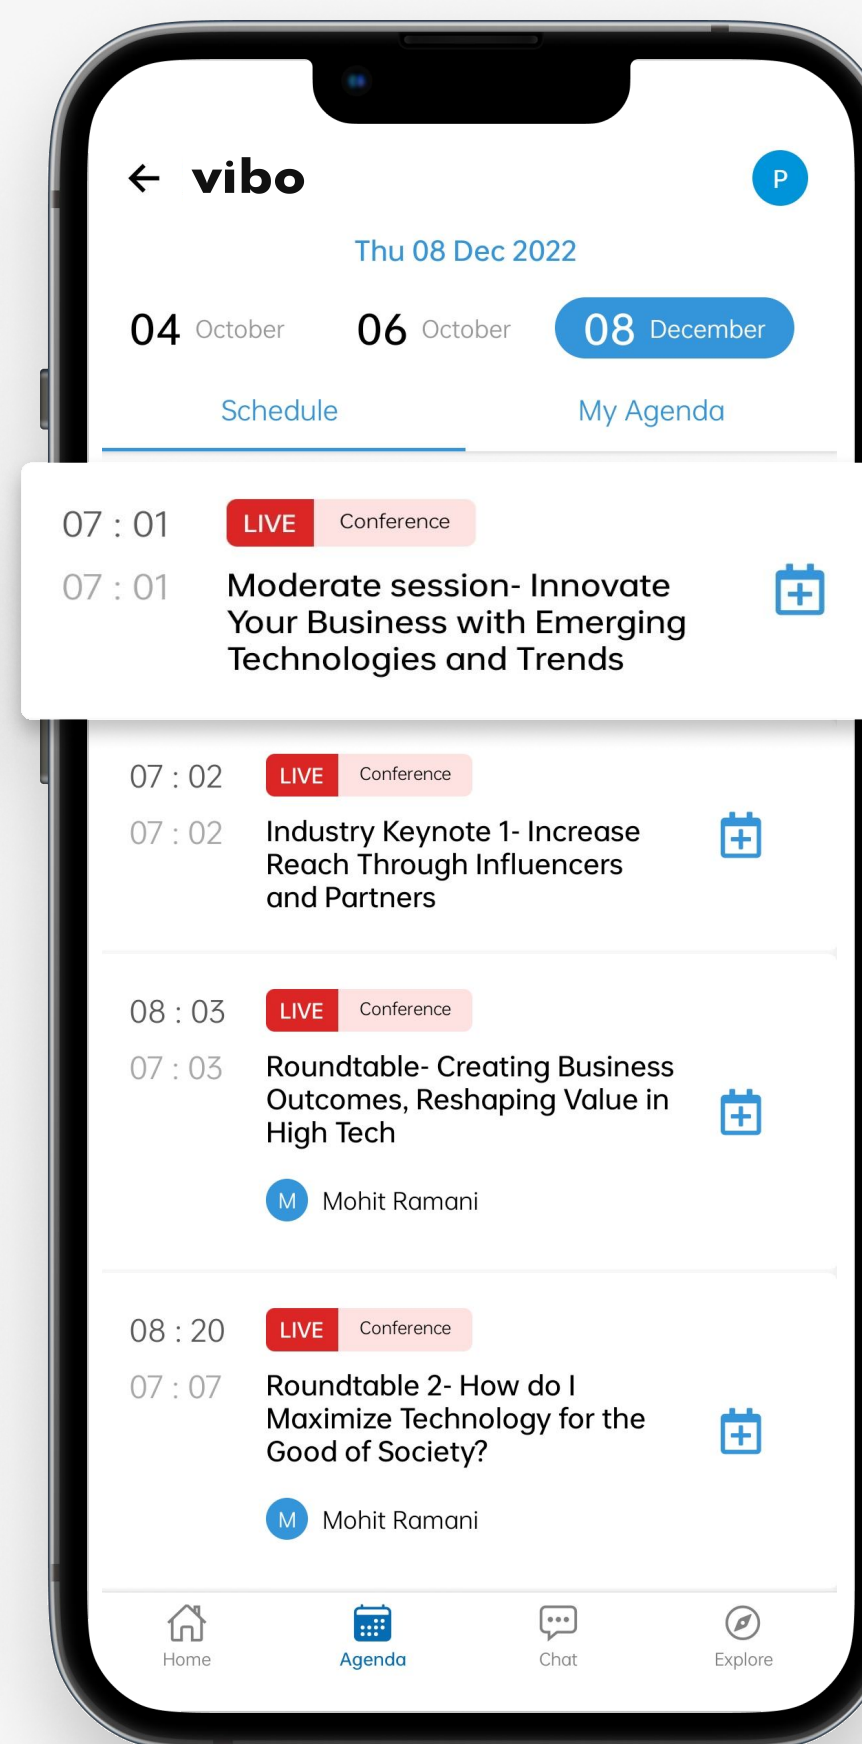 vibo
P
Thu 08 Dec 2022
04 October 06 October 08 December
Schedule My Agenda
07 : 01 LIVE Conference
07 : 01 Moderate session- Innovate
Your Business with Emerging
Technologies and Trends
07 : 02 LIVE Conference
07 : 02 Industry Keynote 1- Increase
Reach Through Influencers
and Partners
08 : 03 LIVE Conference
07 : 03 Roundtable- Creating Business
Outcomes, Reshaping Value in
High Tech
M Mohit Ramani
08 : 20 LIVE Conference
07 : 07 Roundtable 2- How do I
Maximize Technology for the
Good of Society?
M Mohit Ramani
Home Agenda Chat Explore